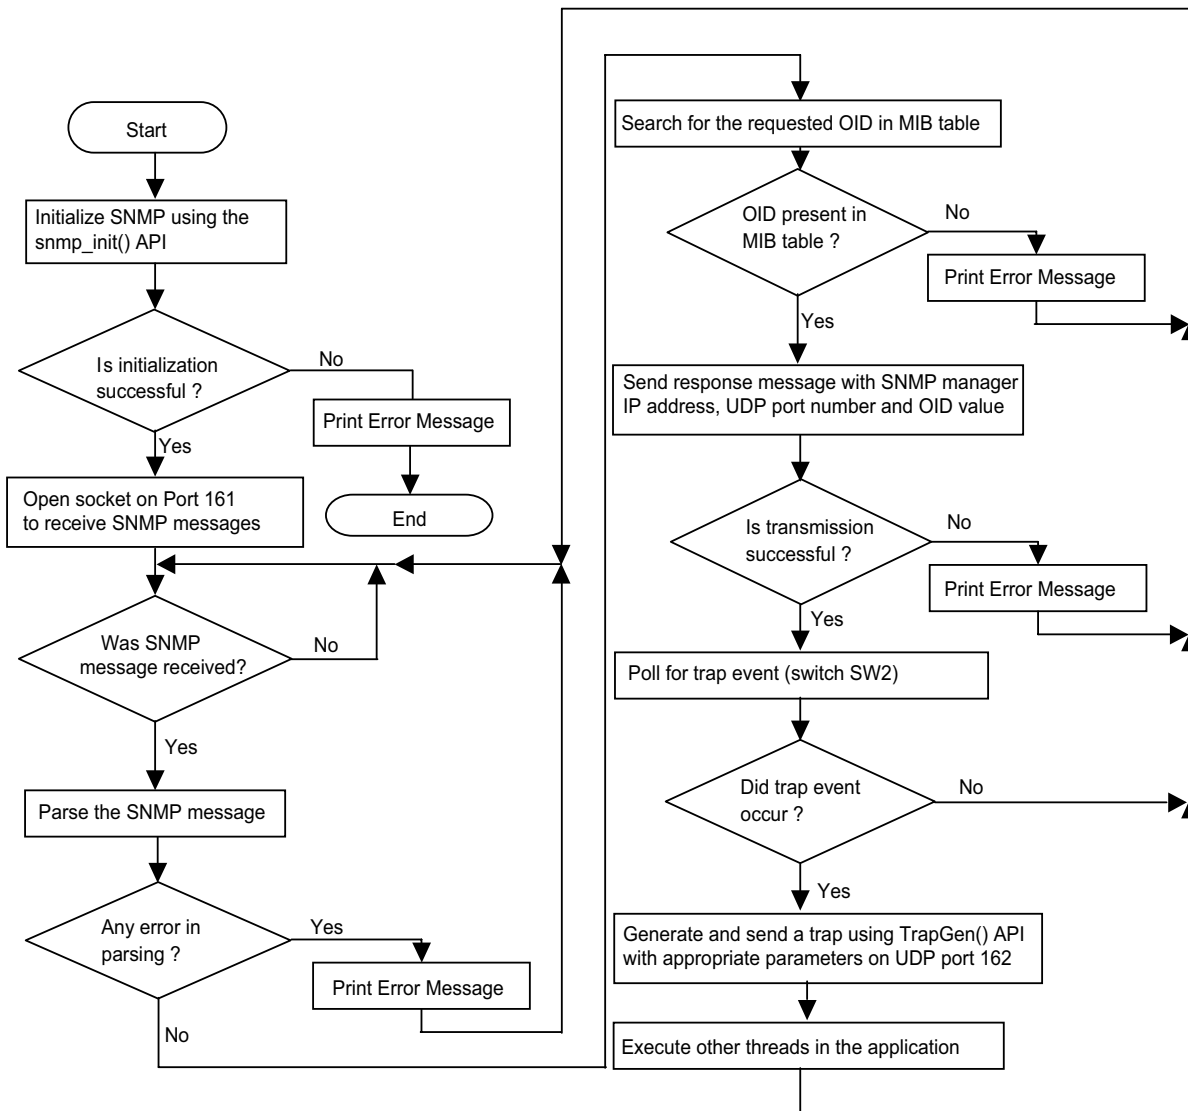 Start
Initialize SNMP using the
snmp_init() API
Is initialization
successful ?
No
Print Error Message
End
Yes
Open socket on Port 161
to receive SNMP messages
Was SNMP
message received?
No
Yes
Parse the SNMP message
Any error in
parsing ?
Yes
Print Error Message
No
Search for the requested OID in MIB table
OID present in
MIB table ?
No
Print Error Message
Yes
Send response message with SNMP manager
IP address, UDP port number and OID value
Is transmission
successful ?
No
Print Error Message
Yes
Poll for trap event (switch SW2)
Did trap event
occur ?
No
Yes
Generate and send a trap using TrapGen() API
with appropriate parameters on UDP port 162
Execute other threads in the application